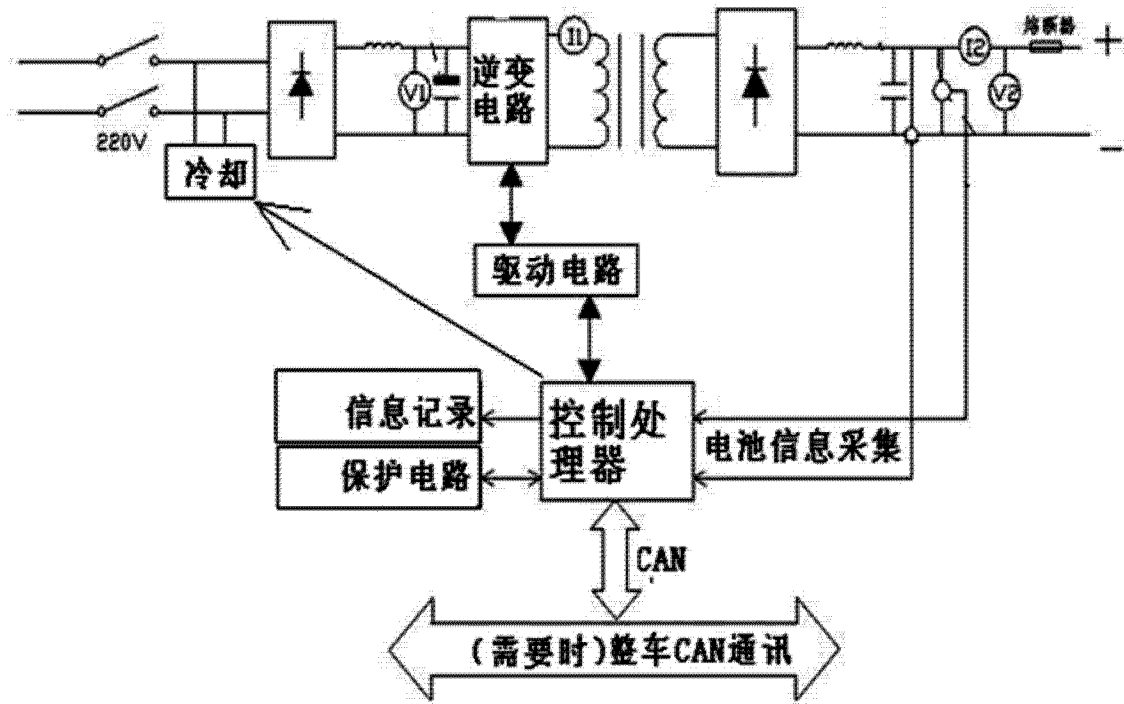 熔断器
+
I1
I2
逆变
电路
V1
V2
220V
−
冷却
驱动电路
信息记录
控制处
理器
电池信息采集
保护电路
CAN
(需要时)整车CAN通讯